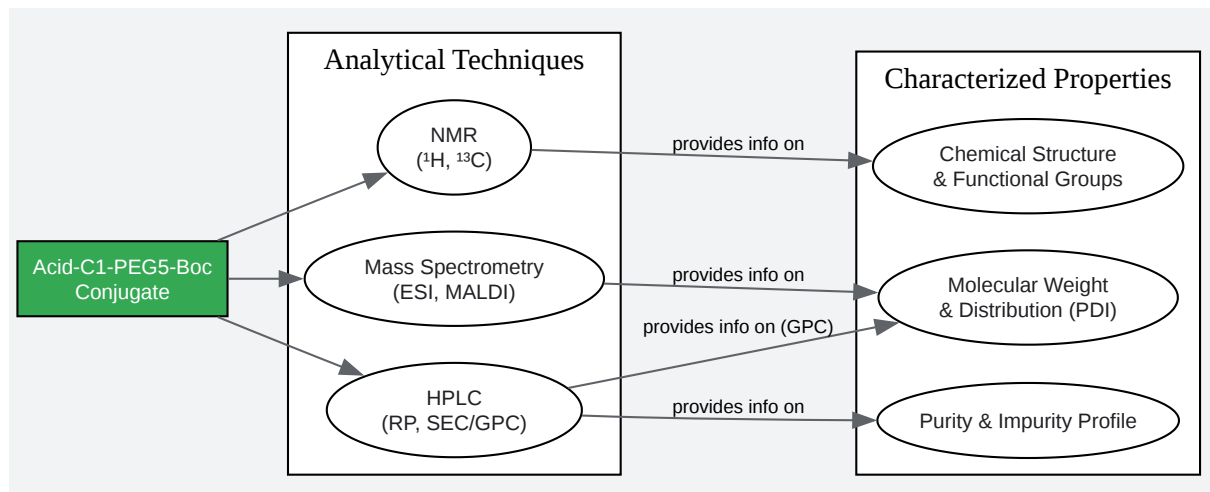 Acid-C1-PEG5-Boc
Conjugate
Analytical Techniques
NMR
(¹H, ¹³C)
Mass Spectrometry
(ESI, MALDI)
HPLC
(RP, SEC/GPC)
provides info on
provides info on
provides info on (GPC)
provides info on
Characterized Properties
Chemical Structure
& Functional Groups
Molecular Weight
& Distribution (PDI)
Purity & Impurity Profile